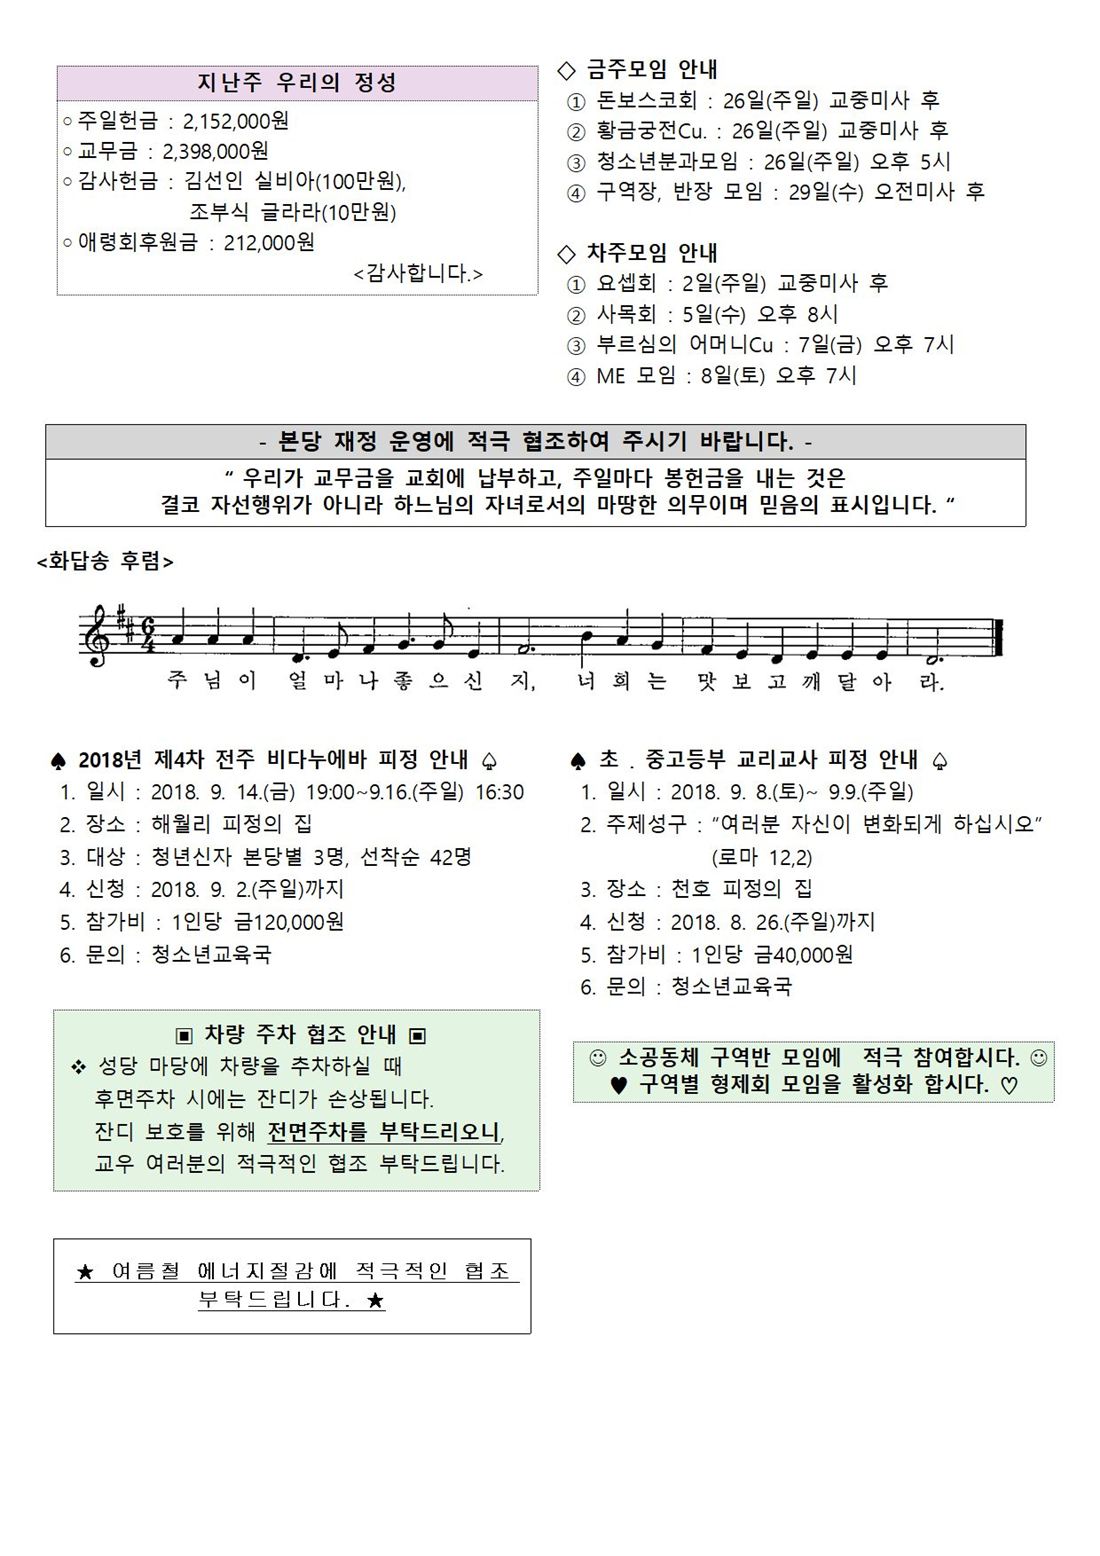 지난주 우리의 정성
○ 주일헌금 : 2,152,000원
○ 교무금 : 2,398,000원
○ 감사헌금 : 김선인 실비아(100만원),
조부식 글라라(10만원)
○ 애령회후원금 : 212,000원
<감사합니다.>
◇ 금주모임 안내
① 돈보스코회 : 26일(주일) 교중미사 후
② 황금궁전Cu. : 26일(주일) 교중미사 후
③ 청소년분과모임 : 26일(주일) 오후 5시
④ 구역장, 반장 모임 : 29일(수) 오전미사 후
◇ 차주모임 안내
① 요셉회 : 2일(주일) 교중미사 후
② 사목회 : 5일(수) 오후 8시
③ 부르심의 어머니Cu : 7일(금) 오후 7시
④ ME 모임 : 8일(토) 오후 7시
- 본당 재정 운영에 적극 협조하여 주시기 바랍니다. -
“ 우리가 교무금을 교회에 납부하고, 주일마다 봉헌금을 내는 것은
결코 자선행위가 아니라 하느님의 자녀로서의 마땅한 의무이며 믿음의 표시입니다. “
<화답송 후렴>
6
4
주 님 이 얼 마 나 좋 으 신 지, 너 희 는 맛 보 고 깨 달 아 라.
♠ 2018년 제4차 전주 비다누에바 피정 안내 ♤
1. 일시 : 2018. 9. 14.(금) 19:00~9.16.(주일) 16:30
2. 장소 : 해월리 피정의 집
3. 대상 : 청년신자 본당별 3명, 선착순 42명
4. 신청 : 2018. 9. 2.(주일)까지
5. 참가비 : 1인당 금120,000원
6. 문의 : 청소년교육국
♠ 초 . 중고등부 교리교사 피정 안내 ♤
1. 일시 : 2018. 9. 8.(토)~ 9.9.(주일)
2. 주제성구 : “여러분 자신이 변화되게 하십시오”
(로마 12,2)
3. 장소 : 천호 피정의 집
4. 신청 : 2018. 8. 26.(주일)까지
5. 참가비 : 1인당 금40,000원
6. 문의 : 청소년교육국
▣ 차량 주차 협조 안내 ▣
❖ 성당 마당에 차량을 추차하실 때
후면주차 시에는 잔디가 손상됩니다.
잔디 보호를 위해 전면주차를 부탁드리오니,
교우 여러분의 적극적인 협조 부탁드립니다.
☺ 소공동체 구역반 모임에 적극 참여합시다. ☺
♥ 구역별 형제회 모임을 활성화 합시다. ♡
★ 여름철 에너지절감에 적극적인 협조
부탁드립니다. ★